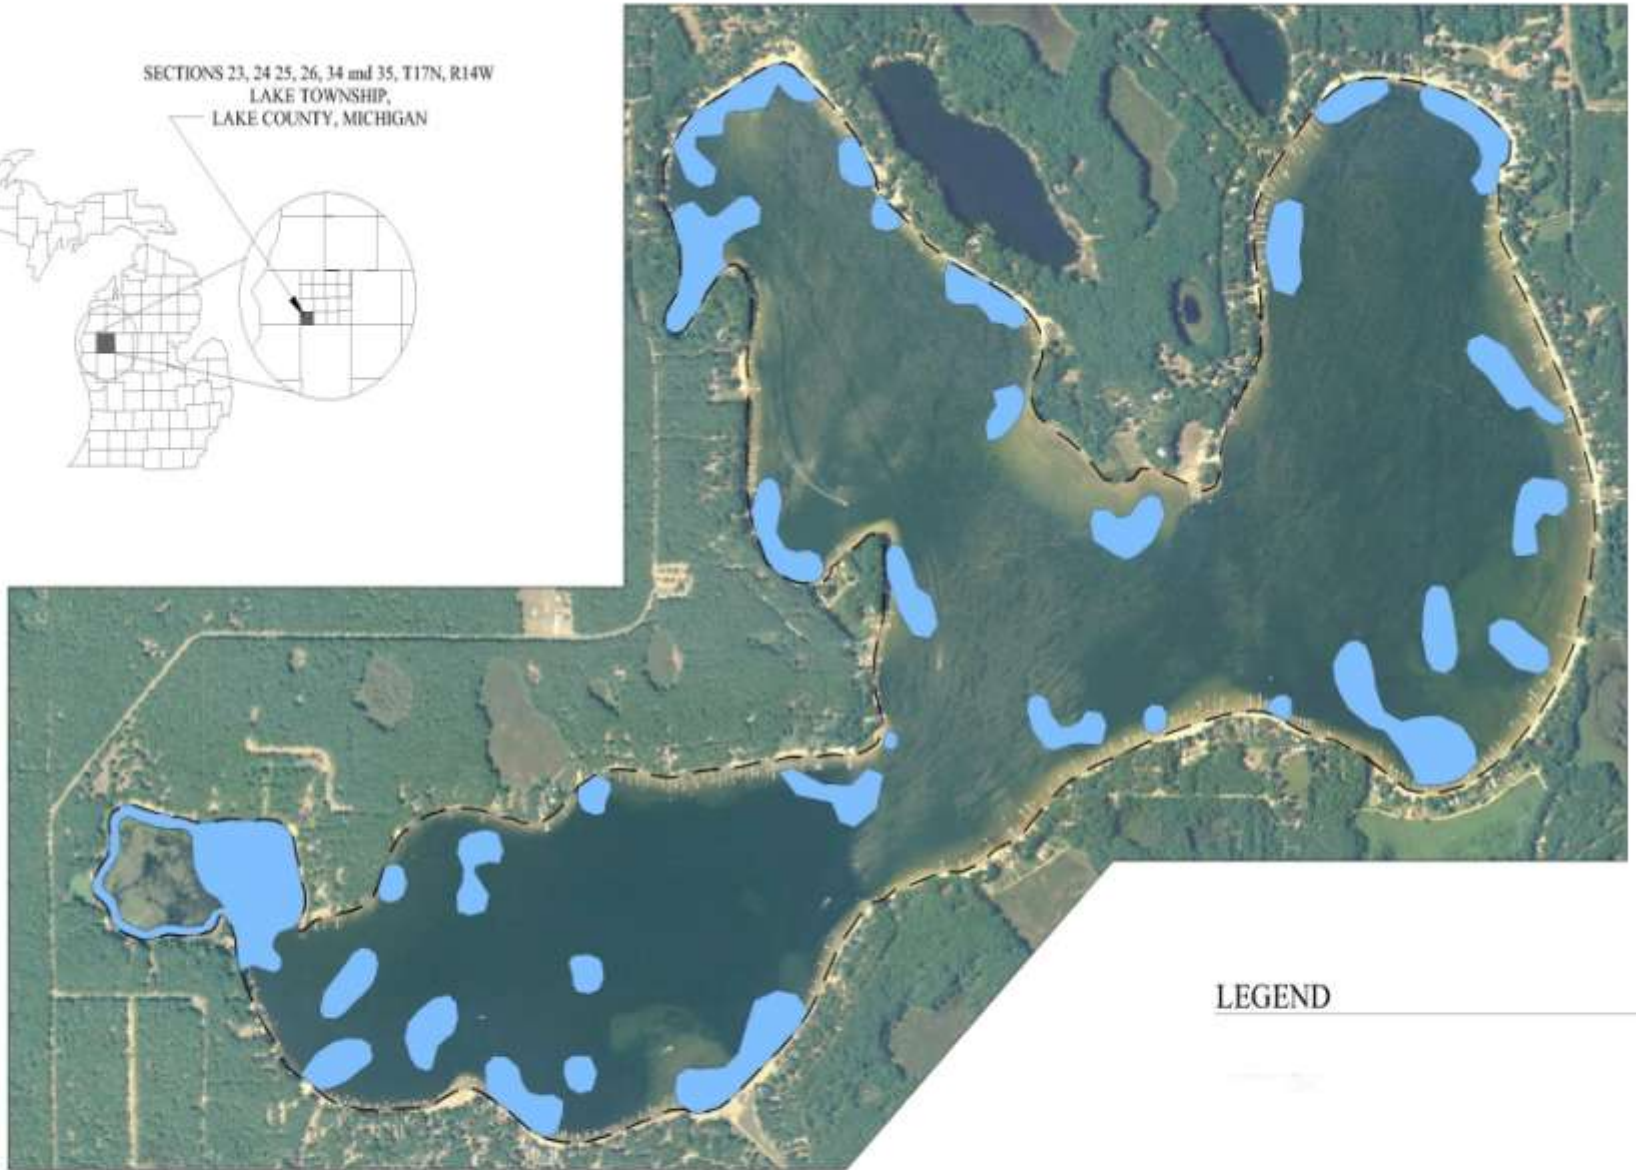 SECTIONS 23, 24 25, 26, 34 and 35, T17N, R14W
LAKE TOWNSHIP,
LAKE COUNTY, MICHIGAN
LEGEND